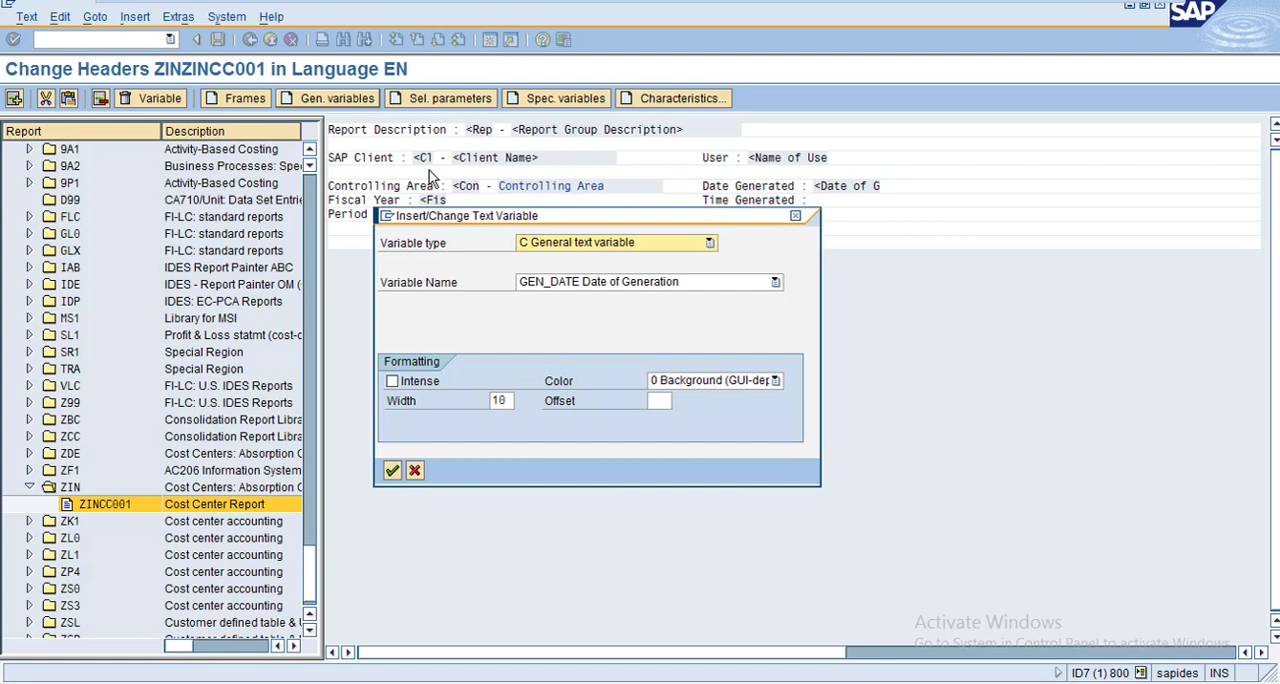 Text Edit Goto Insert Extras System Help
SAP
Change Headers ZINZINCC001 in Language EN
Variable Frames Gen. variables Sel. parameters Spec. variables Characteristics...
Report Description
9A1 Activity-Based Costing
9A2 Business Processes: Spe
9P1 Activity-Based Costing
D99 CA710/Unit: Data Set Entrie
FLC FI-LC: standard reports
GL0 FI-LC: standard reports
GLX FI-LC: standard reports
IAB IDES Report Painter ABC
IDE IDES - Report Painter OM (
IDP IDES: EC-PCA Reports
MS1 Library for MSI
SL1 Profit & Loss statmt (cost-c
SR1 Special Region
TRA Special Region
VLC FI-LC: U.S. IDES Reports
Z99 FI-LC: U.S. IDES Reports
ZBC Consolidation Report Libra
ZCC Consolidation Report Libra
ZDE Cost Centers: Absorption C
ZF1 AC206 Information System
ZIN Cost Centers: Absorption C
ZINCC001 Cost Center Report
ZK1 Cost center accounting
ZL0 Cost center accounting
ZL1 Cost center accounting
ZP4 Cost center accounting
ZS0 Cost center accounting
ZS3 Cost center accounting
ZSL Customer defined table &
Report Description : <Rep - <Report Group Description>
SAP Client : <Cl - <Client Name> User : <Name of Use
Controlling Area : <Con - Controlling Area Date Generated : <Date of G
Fiscal Year : <Fis Time Generated :
Period
Insert/Change Text Variable
Variable type C General text variable
Variable Name GEN_DATE Date of Generation
Formatting
Intense Color 0 Background (GUI-dep
Width 10 Offset
Activate Windows
Go to System in Control Panel to activate Windows.
ID7 (1) 800 sapides INS